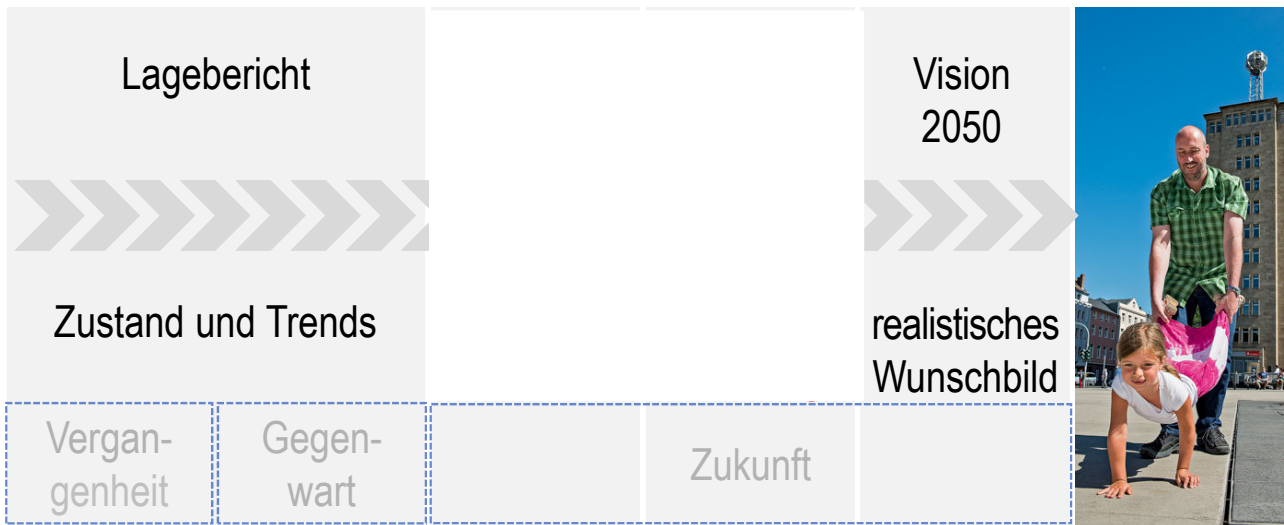 Lagebericht
Vision
2050
Zustand und Trends
realistisches
Wunschbild
Vergan-
genheit
Gegen-
wart
Zukunft